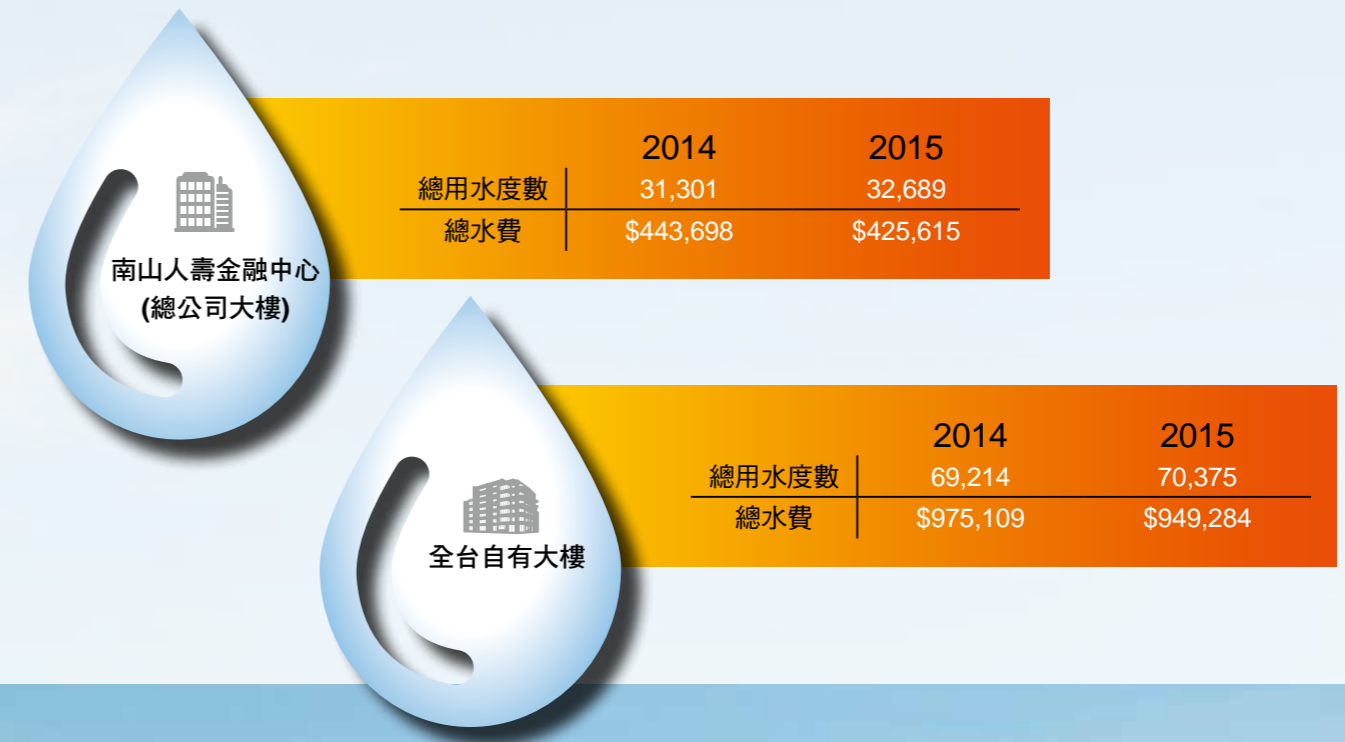 南山人壽金融中心
(總公司大樓)
2014 2015
總用水度數 31,301 32,689
總水費 $443,698 $425,615
全台自有大樓
2014 2015
總用水度數 69,214 70,375
總水費 $975,109 $949,284